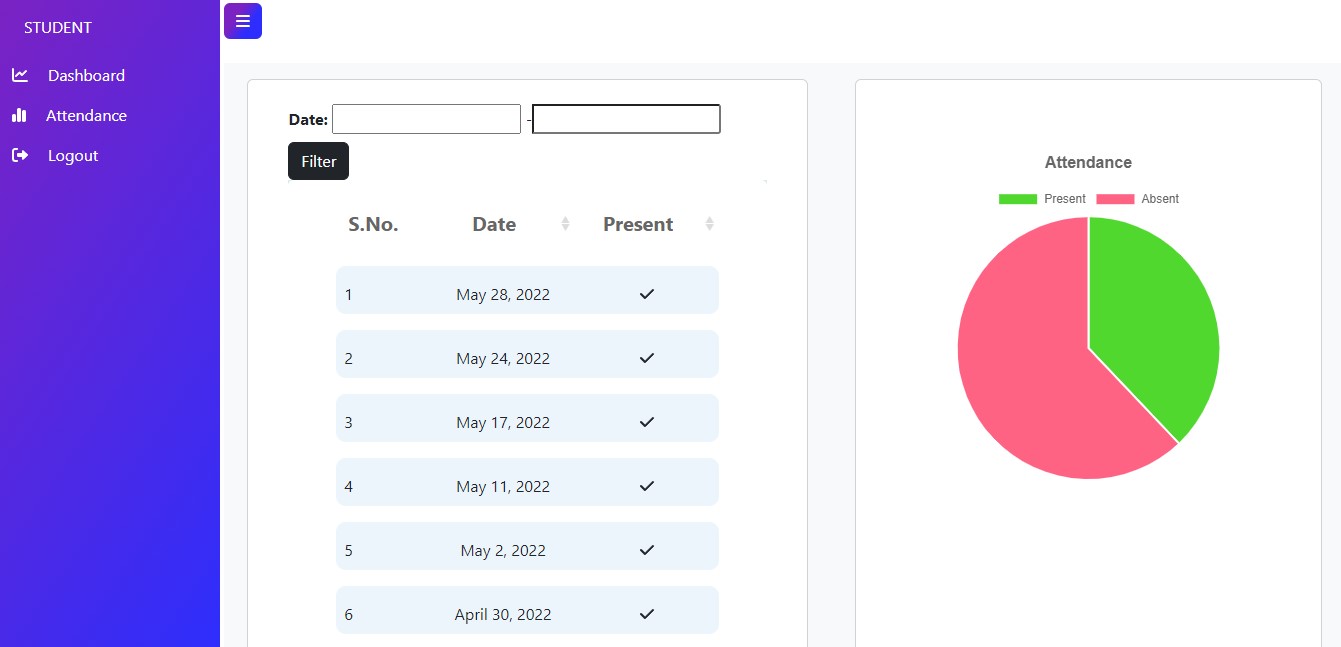 STUDENT
Dashboard
Attendance
Logout
Date: -
Filter
S.No. Date Present
1 May 28, 2022
2 May 24, 2022
3 May 17, 2022
4 May 11, 2022
5 May 2, 2022
6 April 30, 2022
Attendance
Present Absent